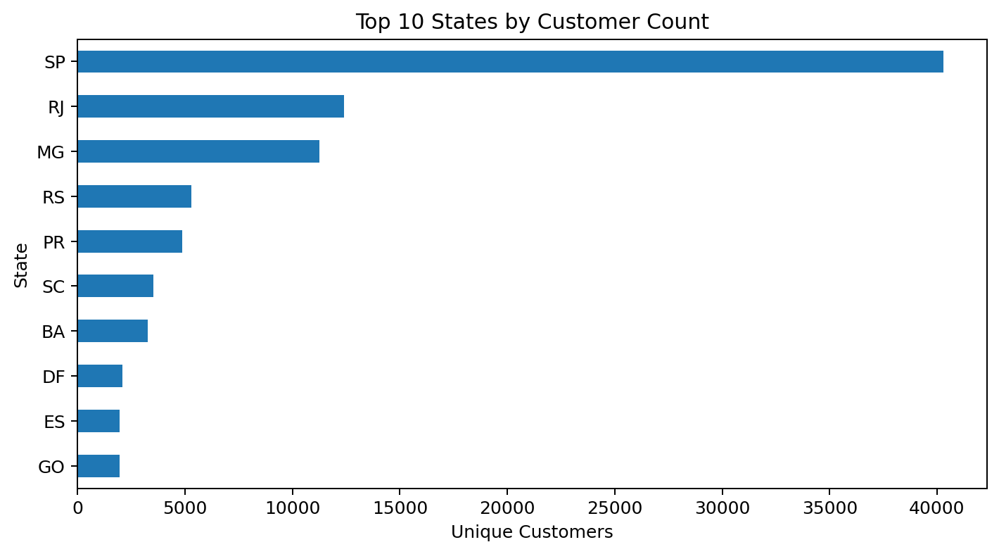 Top 10 States by Customer Count
SP
RJ
MG
RS
PR
SC
BA
DF
ES
GO
State
0 5000 10000 15000 20000 25000 30000 35000 40000
Unique Customers